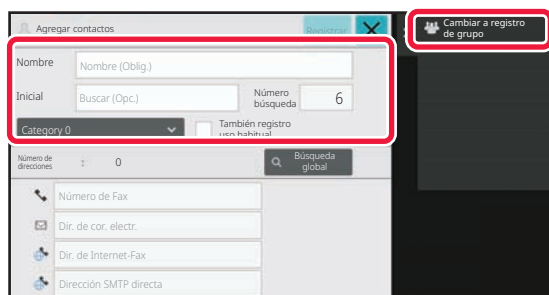 Agregar contactos
Registrar
Cambiar a registro
de grupo
Nombre
Nombre (Oblig.)
Inicial
Buscar (Opc.)
Número
búsqueda
6
Category 0
También registro
uso habitual
Número de
direcciones
:
0
Búsqueda
global
Número de Fax
Dir. de cor. electr.
Dir. de Internet-Fax
Dirección SMTP directa